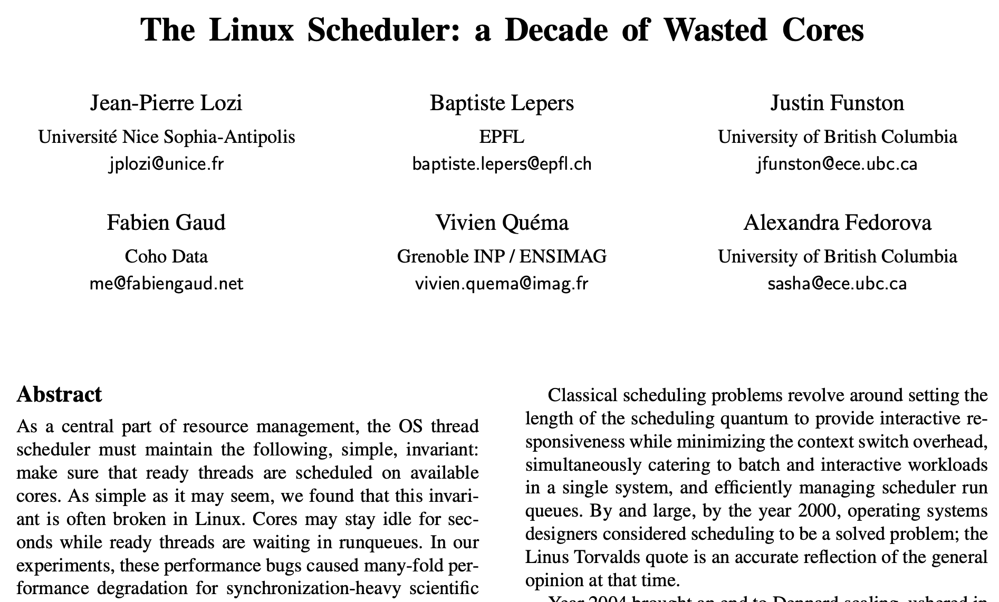 The Linux Scheduler: a Decade of Wasted Cores
Jean-Pierre Lozi
Université Nice Sophia-Antipolis
jplozi@unice.fr
Baptiste Lepers
EPFL
baptiste.lepers@epfl.ch
Justin Funston
University of British Columbia
jfunston@ece.ubc.ca
Fabien Gaud
Coho Data
me@fabiengaud.net
Vivien Quéma
Grenoble INP / ENSIMAG
vivien.quema@imag.fr
Alexandra Fedorova
University of British Columbia
sasha@ece.ubc.ca
Abstract
As a central part of resource management, the OS thread
scheduler must maintain the following, simple, invariant:
make sure that ready threads are scheduled on available
cores. As simple as it may seem, we found that this invari-
ant is often broken in Linux. Cores may stay idle for sec-
onds while ready threads are waiting in runqueues. In our
experiments, these performance bugs caused many-fold per-
formance degradation for synchronization-heavy scientific
Classical scheduling problems revolve around setting the
length of the scheduling quantum to provide interactive re-
sponsiveness while minimizing the context switch overhead,
simultaneously catering to batch and interactive workloads
in a single system, and efficiently managing scheduler run
queues. By and large, by the year 2000, operating systems
designers considered scheduling to be a solved problem; the
Linus Torvalds quote is an accurate reflection of the general
opinion at that time.
Year 2004 brought an end to Dennard scaling, ushered in